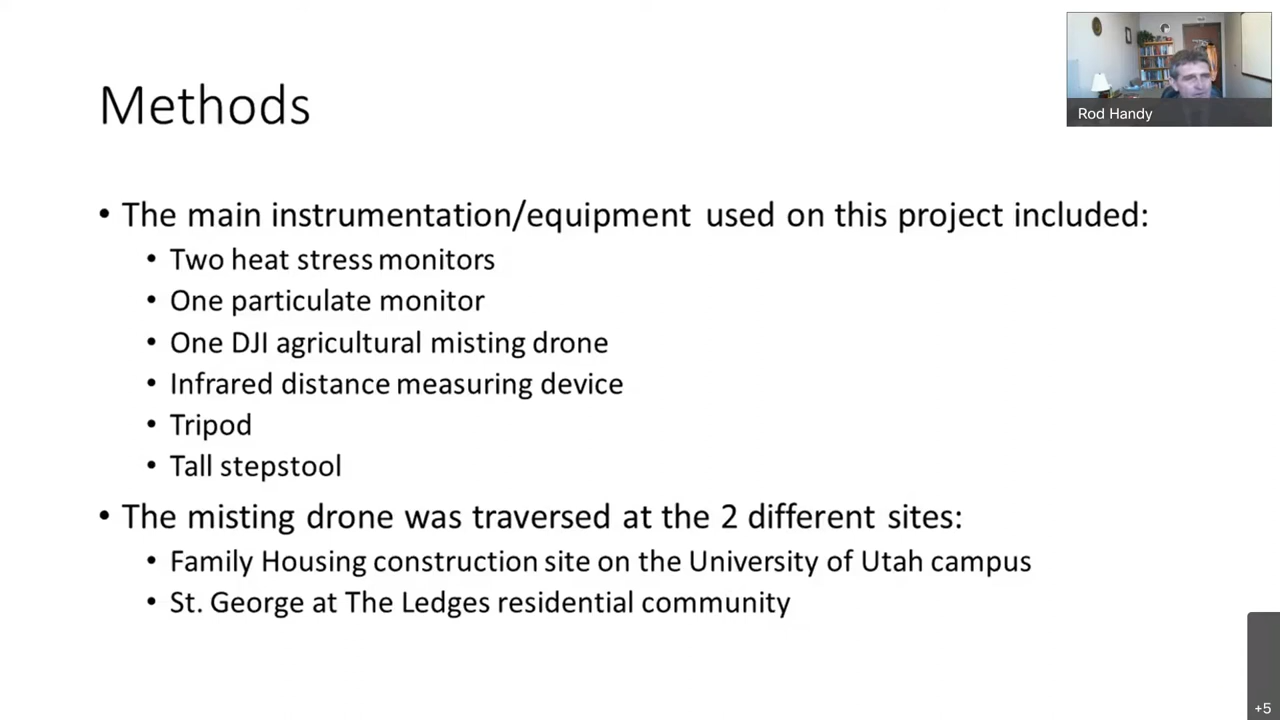 Methods
Rod Handy
• The main instrumentation/equipment used on this project included:
• Two heat stress monitors
• One particulate monitor
• One DJI agricultural misting drone
• Infrared distance measuring device
• Tripod
• Tall stepstool
• The misting drone was traversed at the 2 different sites:
• Family Housing construction site on the University of Utah campus
• St. George at The Ledges residential community
+5